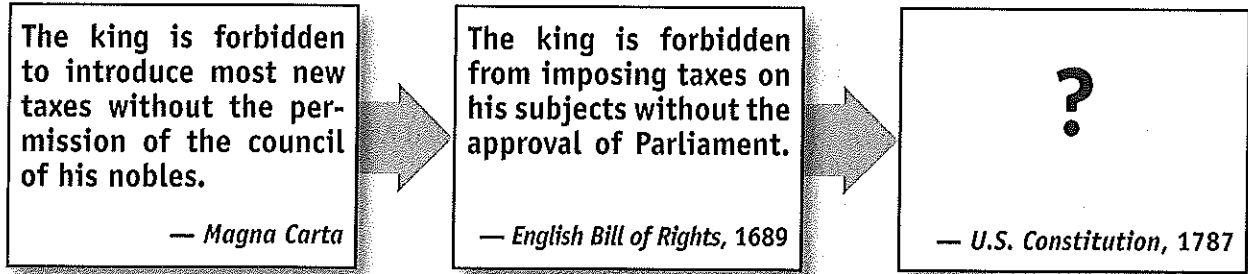 The king is forbidden
to introduce most new
taxes without the per-
mission of the council
of his nobles.
— Magna Carta
The king is forbidden
from imposing taxes on
his subjects without the
approval of Parliament.
— English Bill of Rights, 1689
?
— U.S. Constitution, 1787